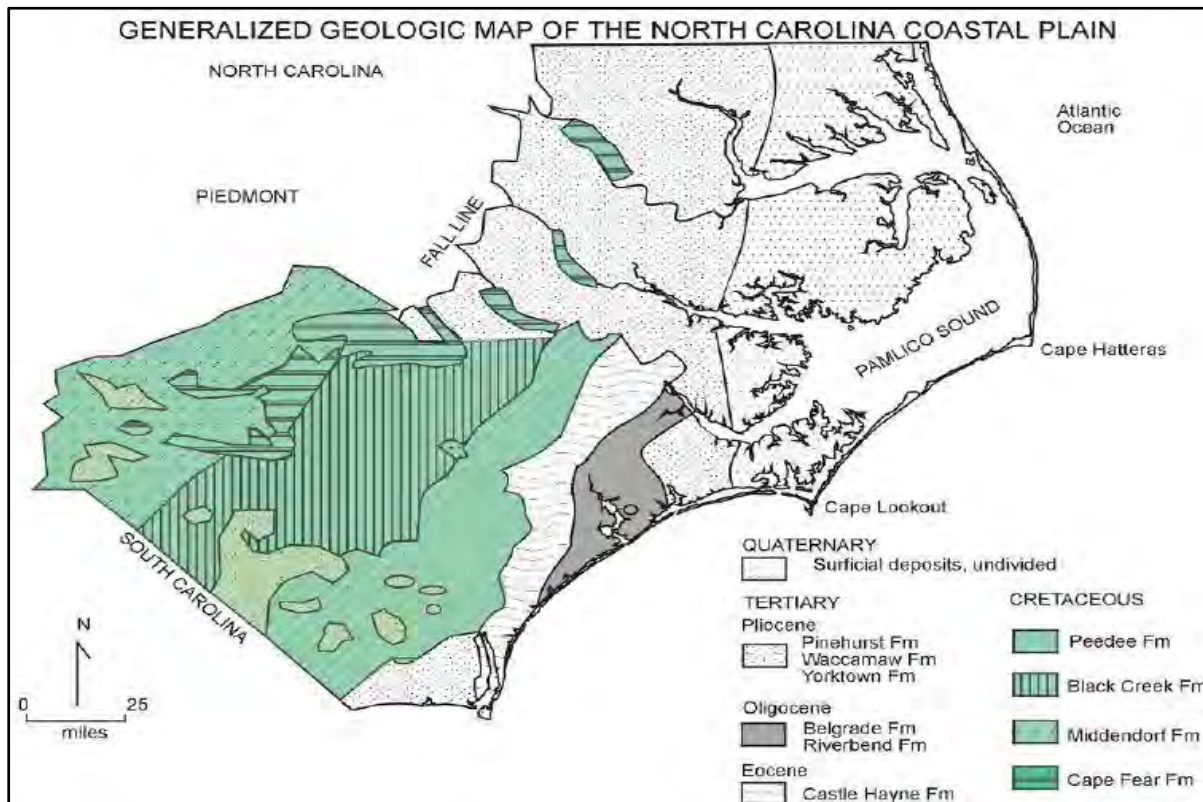 GENERALIZED GEOLOGIC MAP OF THE NORTH CAROLINA COASTAL PLAIN
NORTH CAROLINA
Atlantic
Ocean
PIEDMONT
FALL LINE
PAMLICO SOUND
Cape Hatteras
Cape Lookout
SOUTH CAROLINA
N
0 25
miles
QUATERNARY
Surficial deposits, undivided
TERTIARY
Pliocene
Pinehurst Fm
Waccamaw Fm
Yorktown Fm
Oligocene
Belgrade Fm
Riverbend Fm
Eocene
Castle Hayne Fm
CRETACEOUS
Peedee Fm
Black Creek Fm
Middendorf Fm
Cape Fear Fm